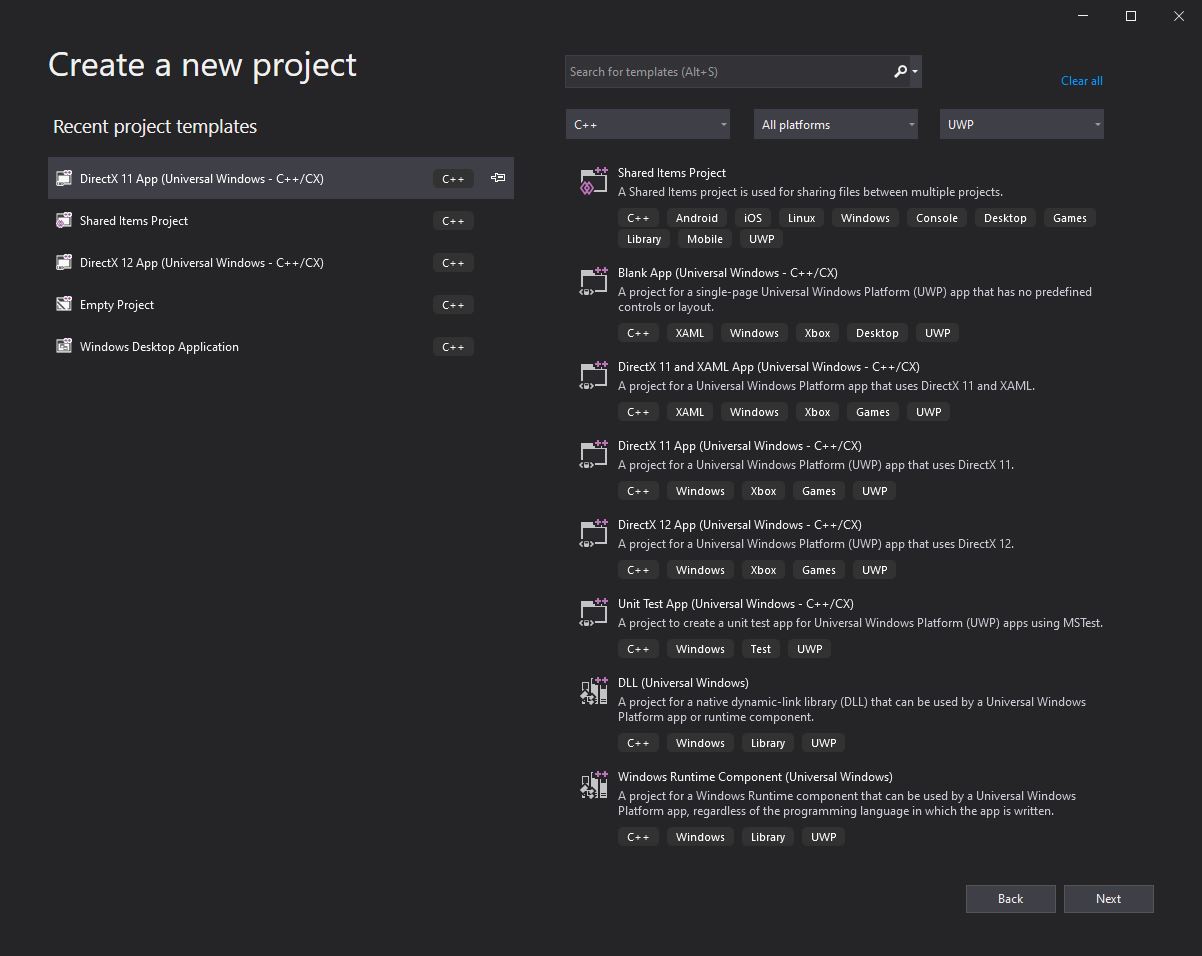 Create a new project
Recent project templates
DirectX 11 App (Universal Windows - C++/CX) C++
Shared Items Project C++
DirectX 12 App (Universal Windows - C++/CX) C++
Empty Project C++
Windows Desktop Application C++
Search for templates (Alt+S)
Clear all
C++ All platforms UWP
Shared Items Project
A Shared Items project is used for sharing files between multiple projects.
C++ Android iOS Linux Windows Console Desktop Games
Library Mobile UWP
Blank App (Universal Windows - C++/CX)
A project for a single-page Universal Windows Platform (UWP) app that has no predefined
controls or layout.
C++ XAML Windows Xbox Desktop UWP
DirectX 11 and XAML App (Universal Windows - C++/CX)
A project for a Universal Windows Platform app that uses DirectX 11 and XAML.
C++ XAML Windows Xbox Games UWP
DirectX 11 App (Universal Windows - C++/CX)
A project for a Universal Windows Platform (UWP) app that uses DirectX 11.
C++ Windows Xbox Games UWP
DirectX 12 App (Universal Windows - C++/CX)
A project for a Universal Windows Platform (UWP) app that uses DirectX 12.
C++ Windows Xbox Games UWP
Unit Test App (Universal Windows - C++/CX)
A project to create a unit test app for Universal Windows Platform (UWP) apps using MSTest.
C++ Windows Test UWP
DLL (Universal Windows)
A project for a native dynamic-link library (DLL) that can be used by a Universal Windows
Platform app or runtime component.
C++ Windows Library UWP
Windows Runtime Component (Universal Windows)
A project for a Windows Runtime component that can be used by a Universal Windows
Platform app, regardless of the programming language in which the app is written.
C++ Windows Library UWP
Back Next